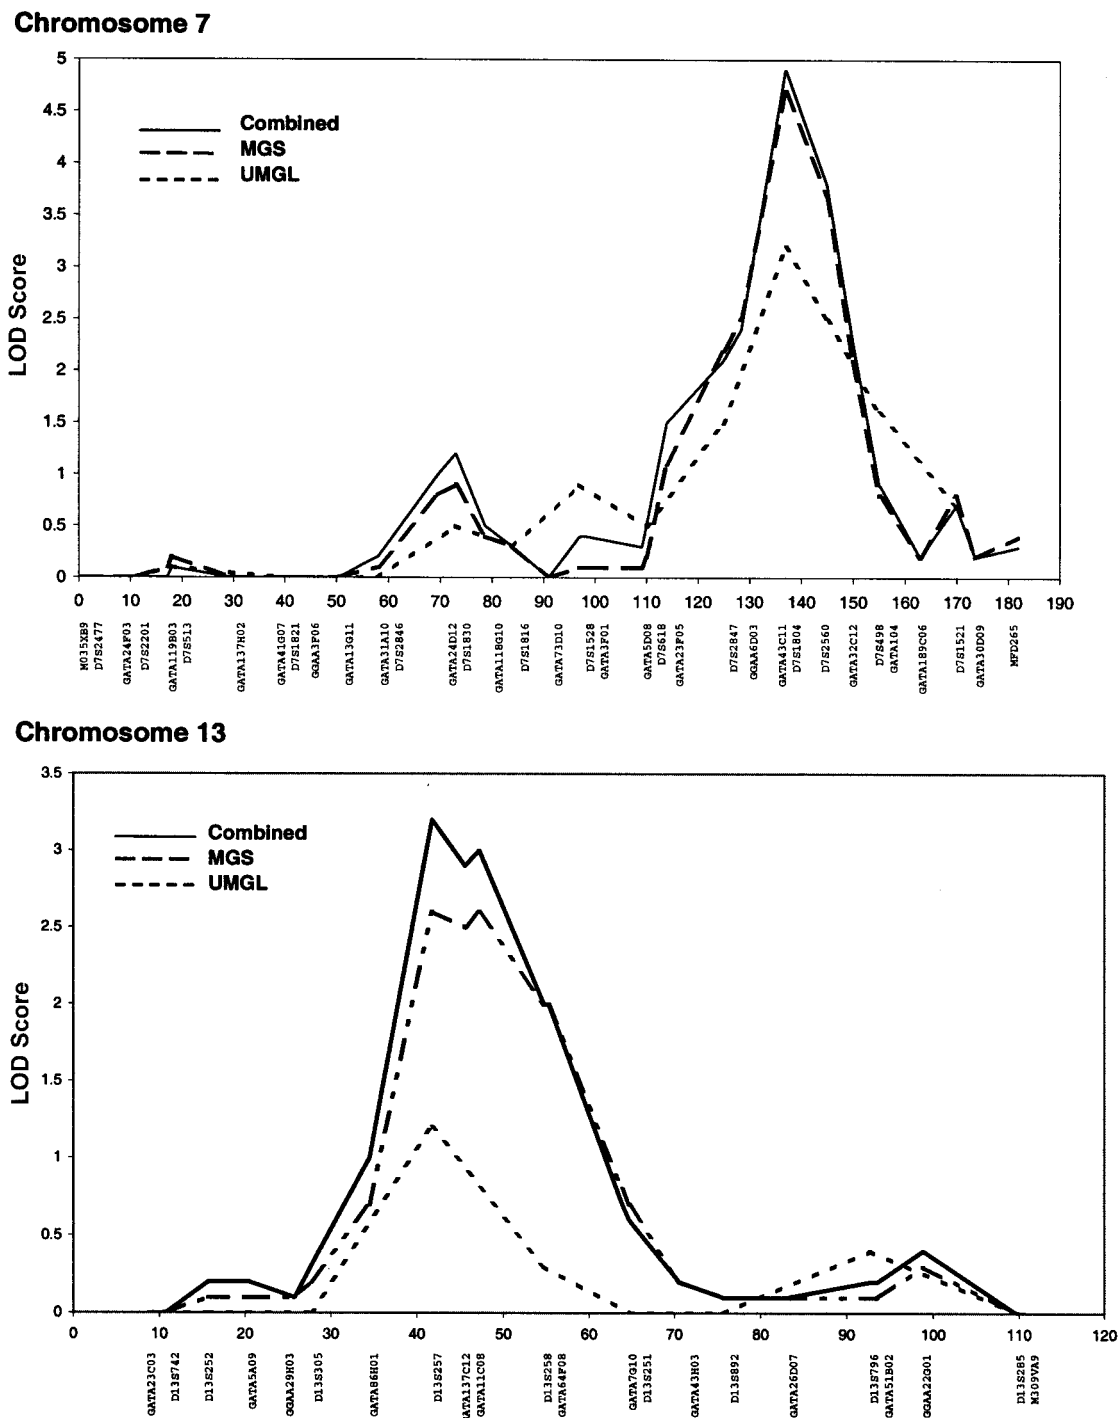 Chromosome 7
5
4.5
4
3.5
3
2.5
2
1.5
1
0.5
0
LOD Score
Combined
MGS
UMGL
0 10 20 30 40 50 60 70 80 90 100 110 120 130 140 150 160 170 180 190
MO35XB9
D7S2477
GATA24F03
D7S2201
GATA119B03
D7S513
GATA137H02
GATA41G07
D7S1821
GGAA3F06
GATA13G11
GATA31A10
D7S2846
GATA24D12
D7S1830
GATA118G10
D7S1816
GATA73D10
D7S1528
GATA3F01
GATA5D08
D7S618
GATA23F05
D7S2847
GGAA6D03
GATA43C11
D7S1804
D7S2560
GATA32C12
D7S498
GATA104
GATA189C06
D7S1521
GATA30D09
MFD265
Chromosome 13
3.5
3
2.5
2
1.5
1
0.5
0
LOD Score
Combined
MGS
UMGL
0 10 20 30 40 50 60 70 80 90 100 110 120
GATA23C03
D13S742
D13S252
GATA5A09
GGAA29H03
D13S305
GATA86H01
D13S257
GATA137C12
GATA11C08
D13S258
GATA64F08
GATA7G10
D13S251
GATA43H03
D13S892
GATA26D07
D13S796
GATA51B02
GGAA22G01
D13S285
M309VA9